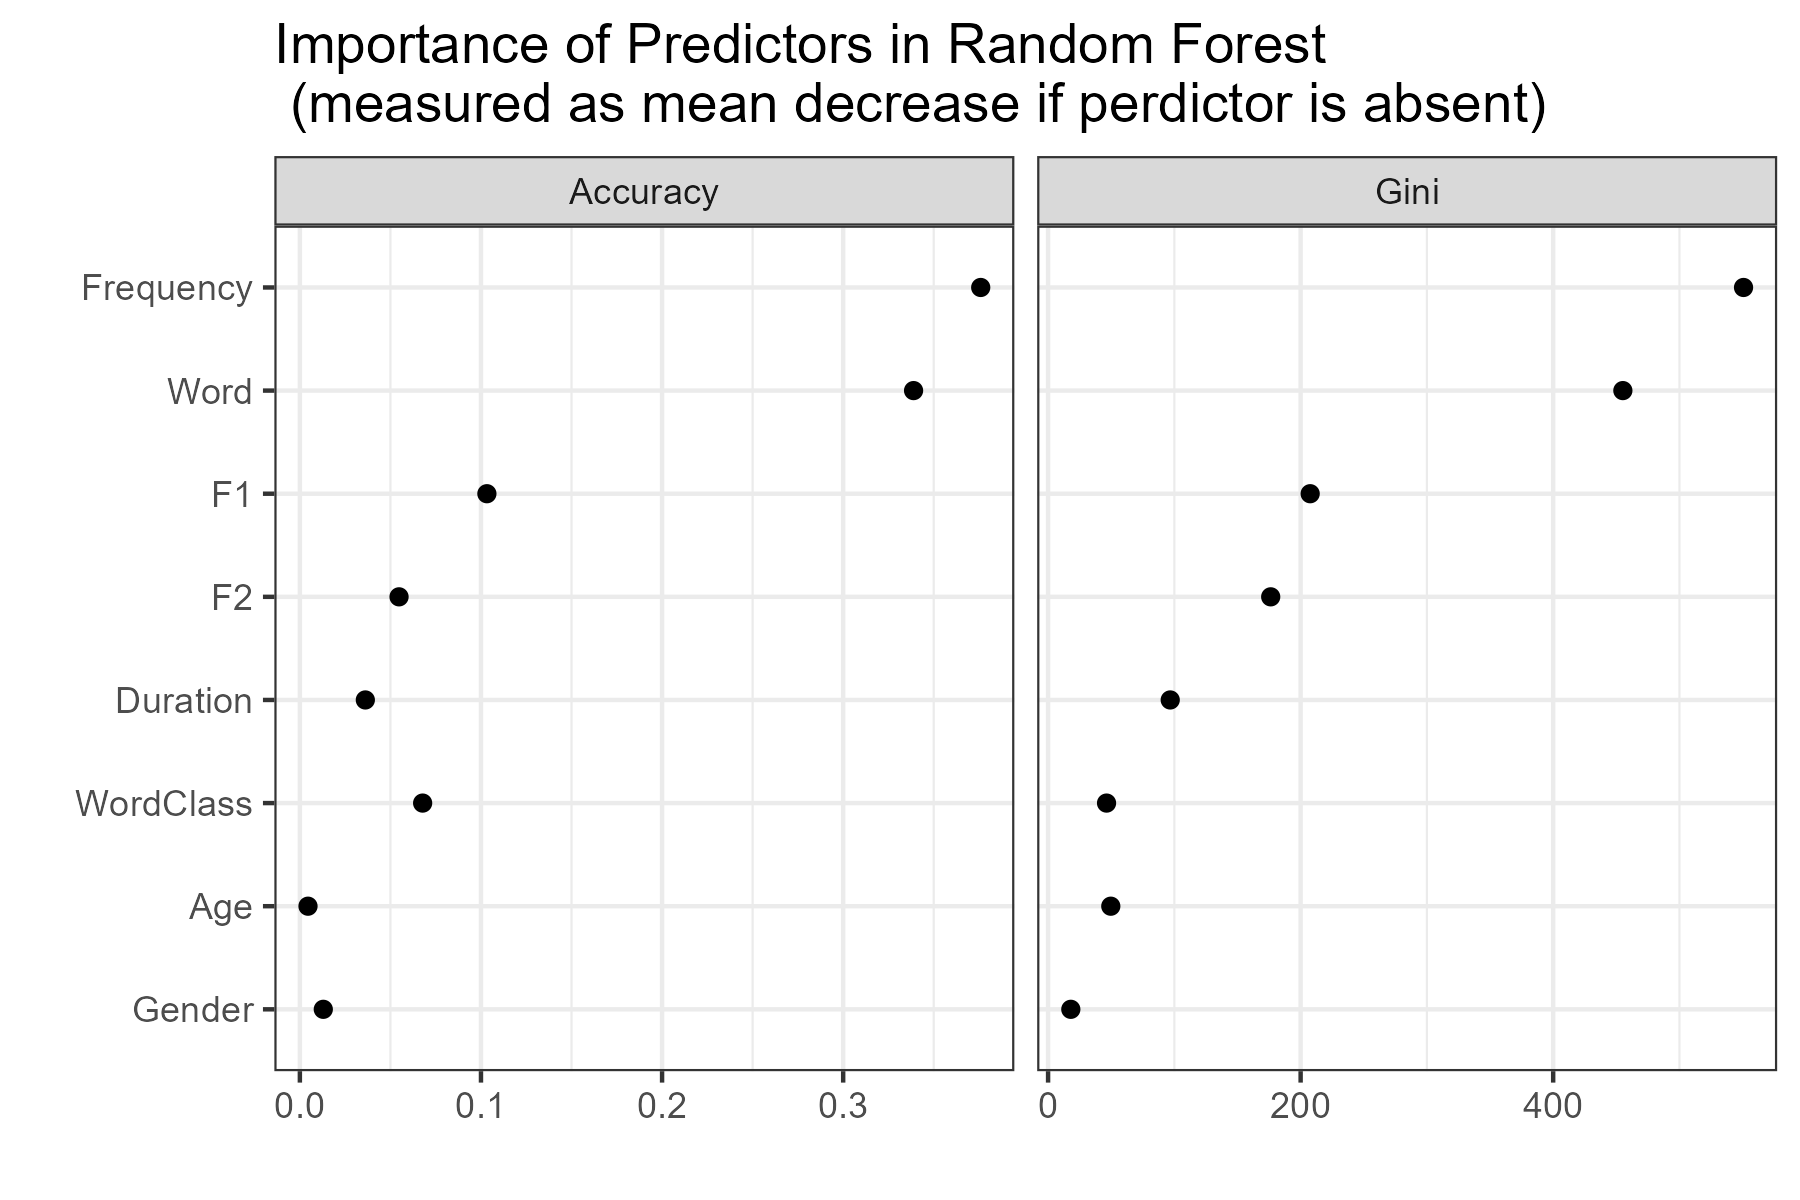 Importance of Predictors in Random Forest
(measured as mean decrease if perdictor is absent)
Accuracy
Gini
Frequency
Word
F1
F2
Duration
WordClass
Age
Gender
0.0 0.1 0.2 0.3
0 200 400